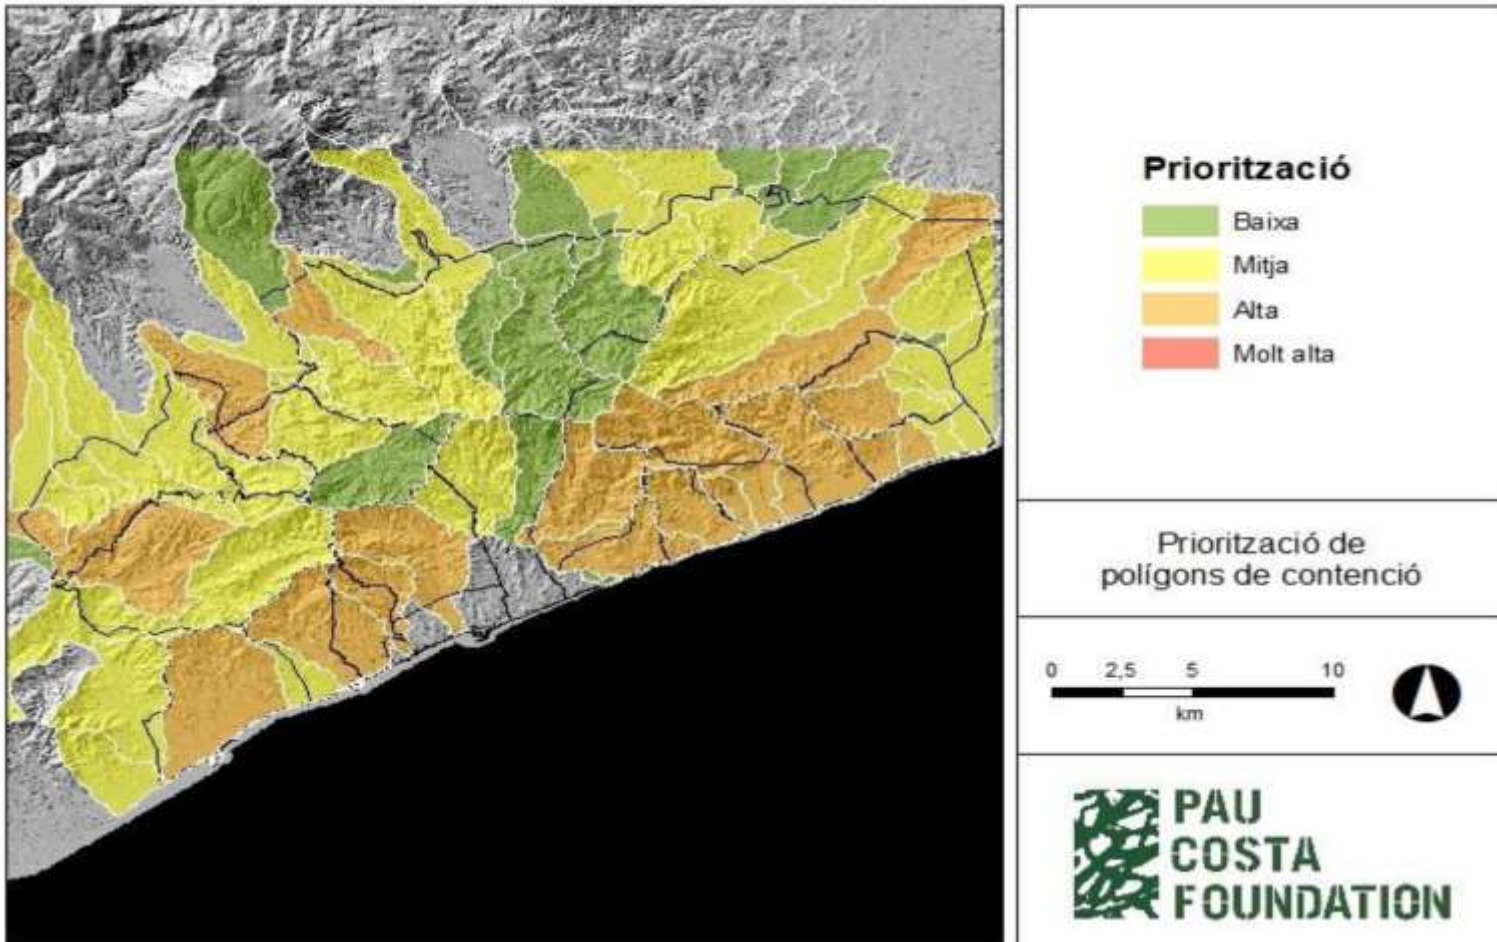 Priorització
Baixa
Mitja
Alta
Molt alta
Priorització de
polígons de contenció
0 2,5 5 10
km
PAU
COSTA
FOUNDATION